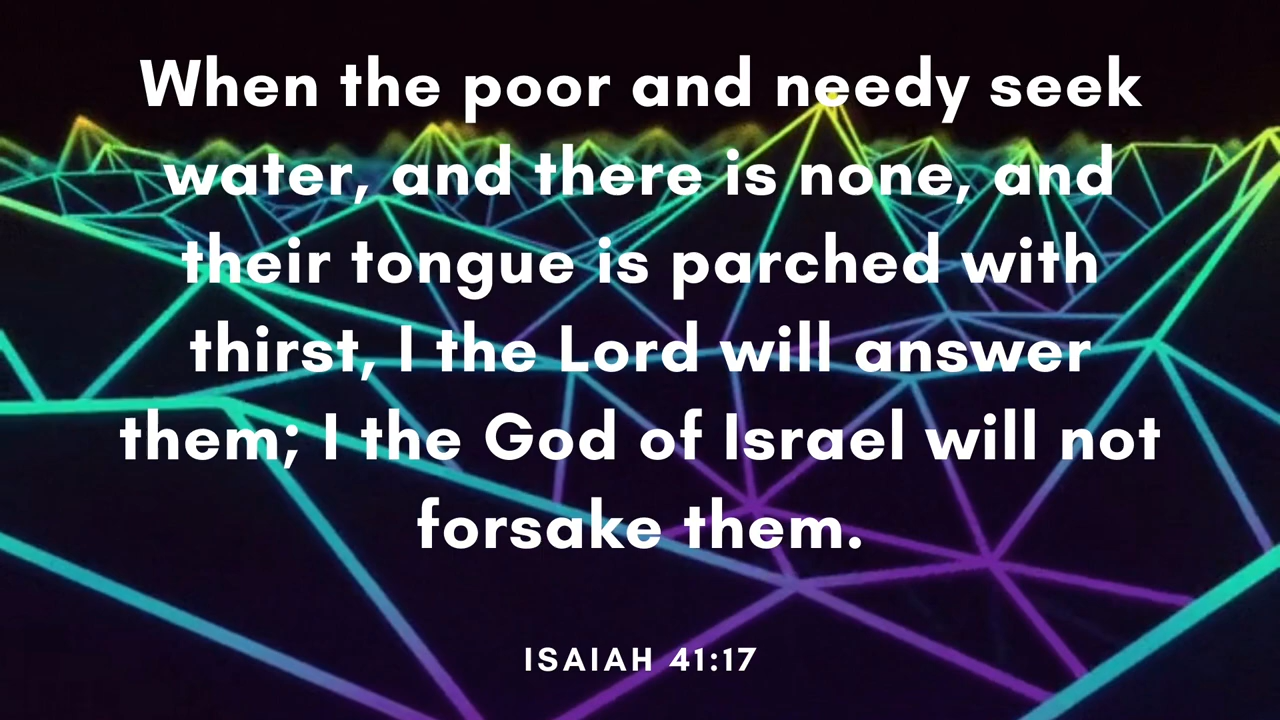 When the poor and needy seek
water, and there is none, and
their tongue is parched with
thirst, I the Lord will answer
them; I the God of Israel will not
forsake them.
ISAIAH 41:17